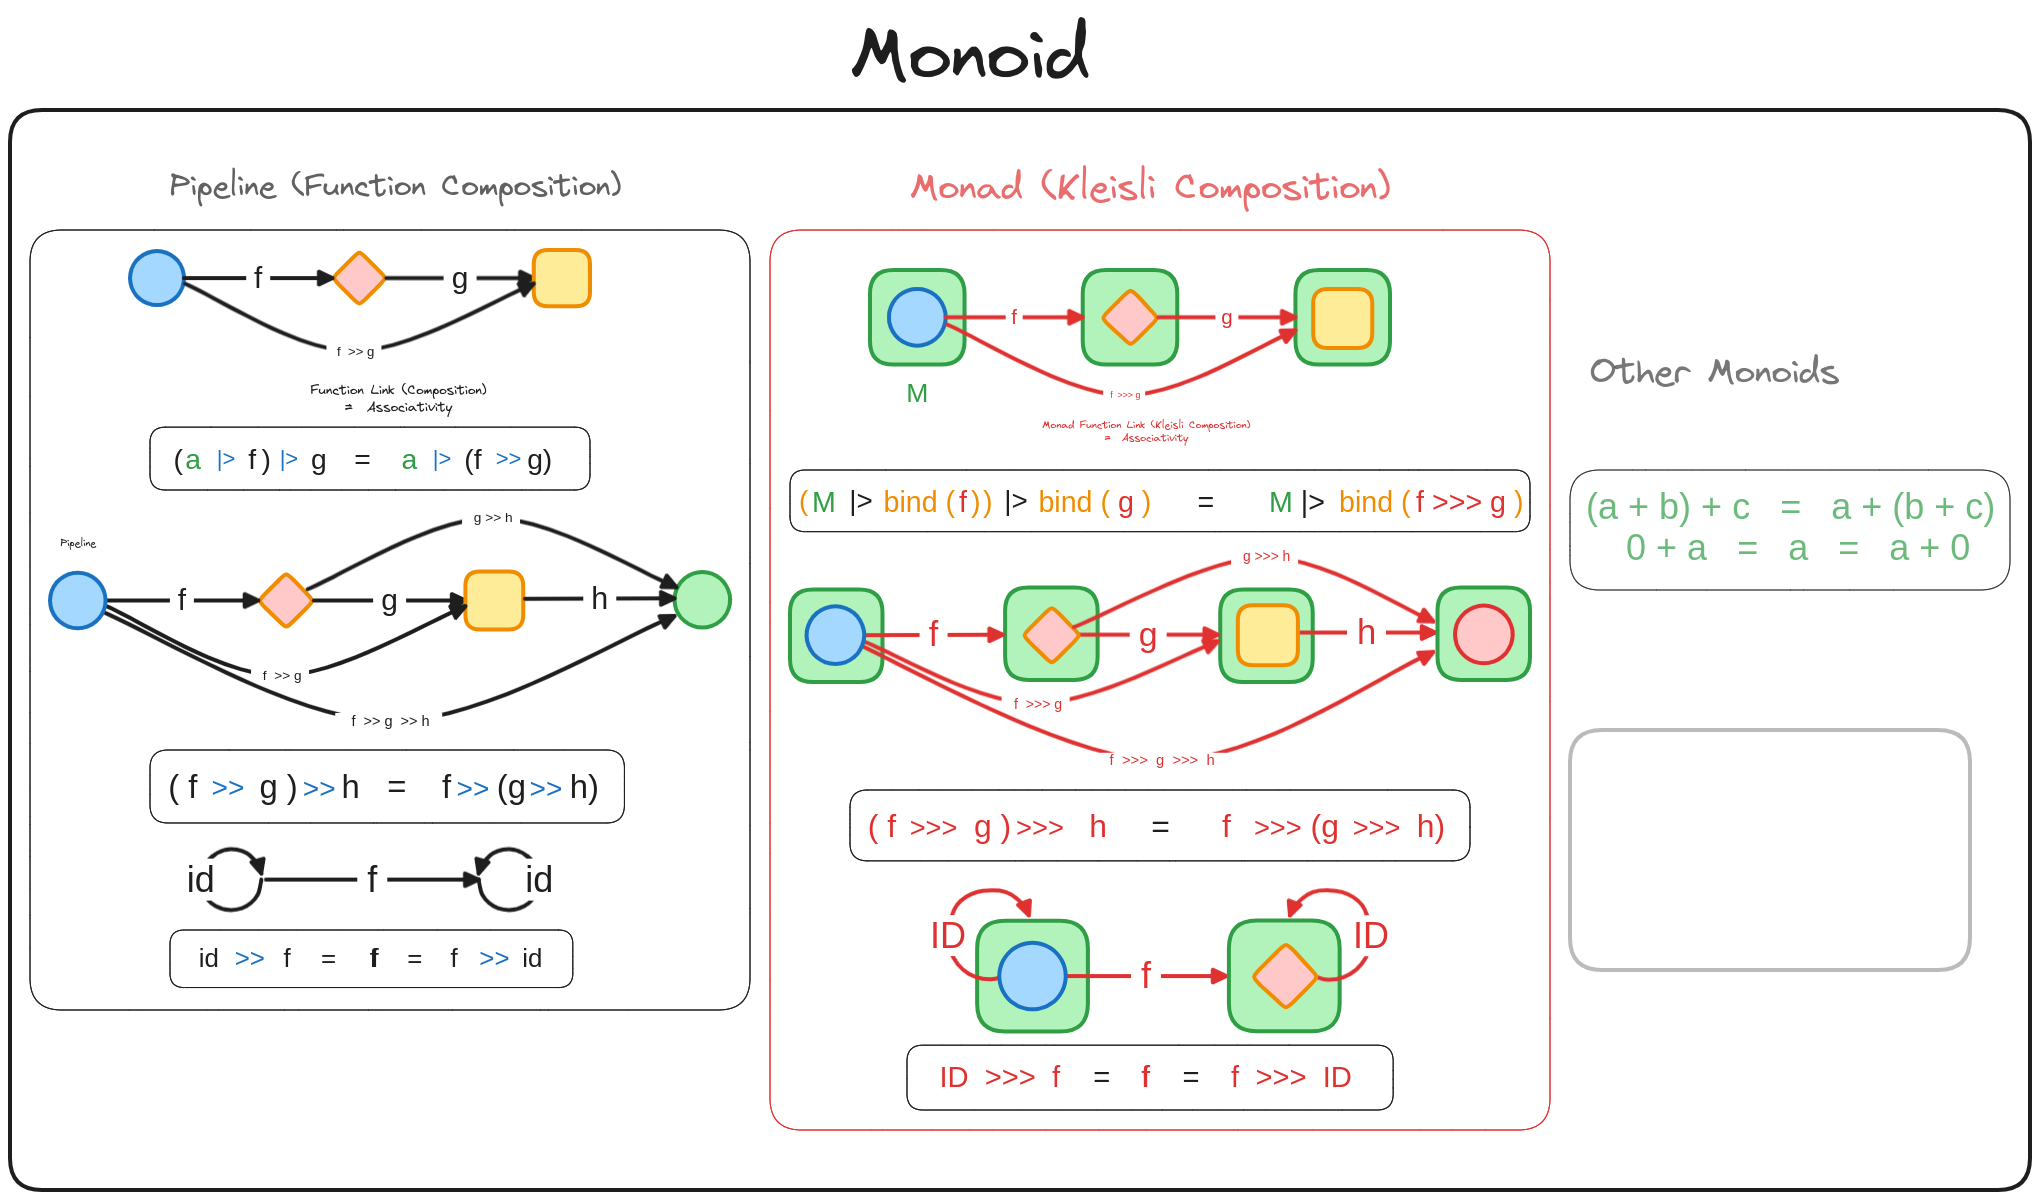 Monoid
Pipeline (Function Composition)
f
g
f >> g
Function Link (Composition)
= Associativity
(a |> f) |> g = a |> (f >> g)
g >> h
Pipeline
f
g
h
f >> g
f >> g >> h
( f >> g ) >> h = f >> (g >> h)
id
f
id
id >> f = f = f >> id
Monad (Kleisli Composition)
f
g
f >>> g
M
Monad Function Link (Kleisli Composition)
= Associativity
(M |> bind (f)) |> bind ( g ) = M |> bind (f >>> g )
g >>> h
f
g
h
f >>> g
f >>> g >>> h
( f >>> g ) >>> h = f >>> (g >>> h)
ID
ID
f
ID >>> f = f = f >>> ID
Other Monoids
(a + b) + c = a + (b + c)
0 + a = a = a + 0